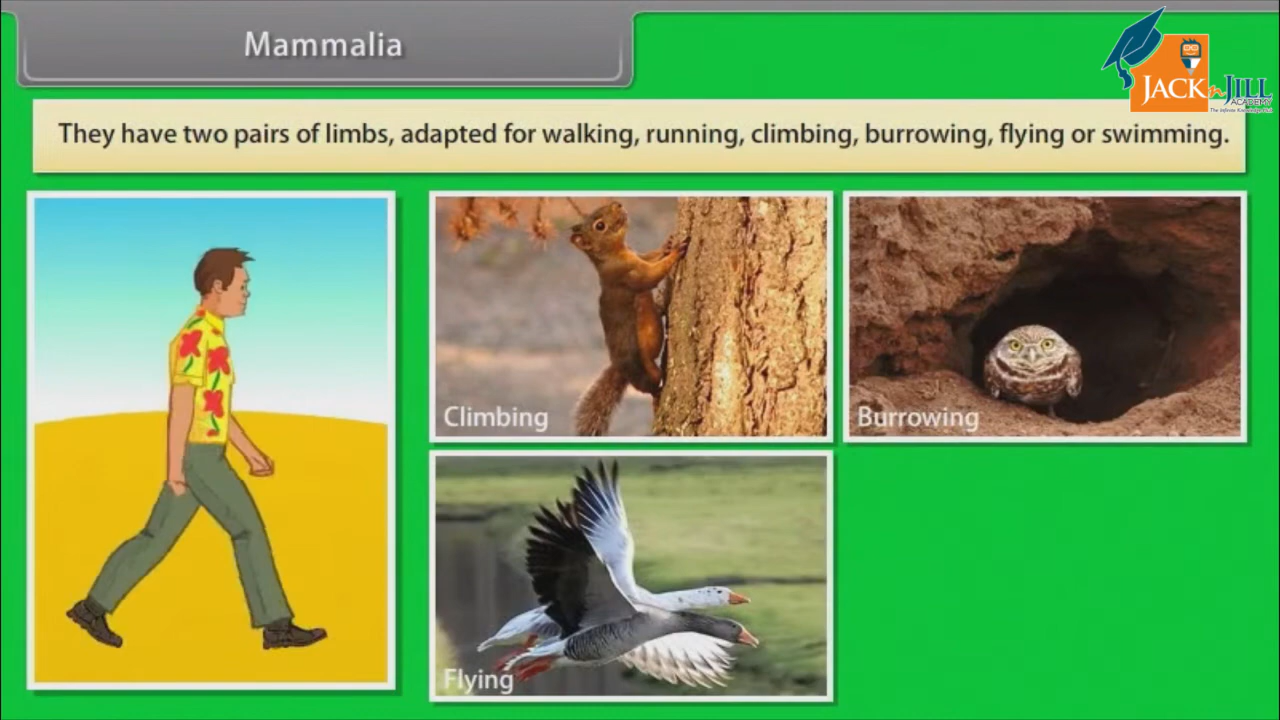 Mammalia
JACK n JILL
ACADEMY
They have two pairs of limbs, adapted for walking, running, climbing, burrowing, flying or swimming.
Climbing
Burrowing
Flying